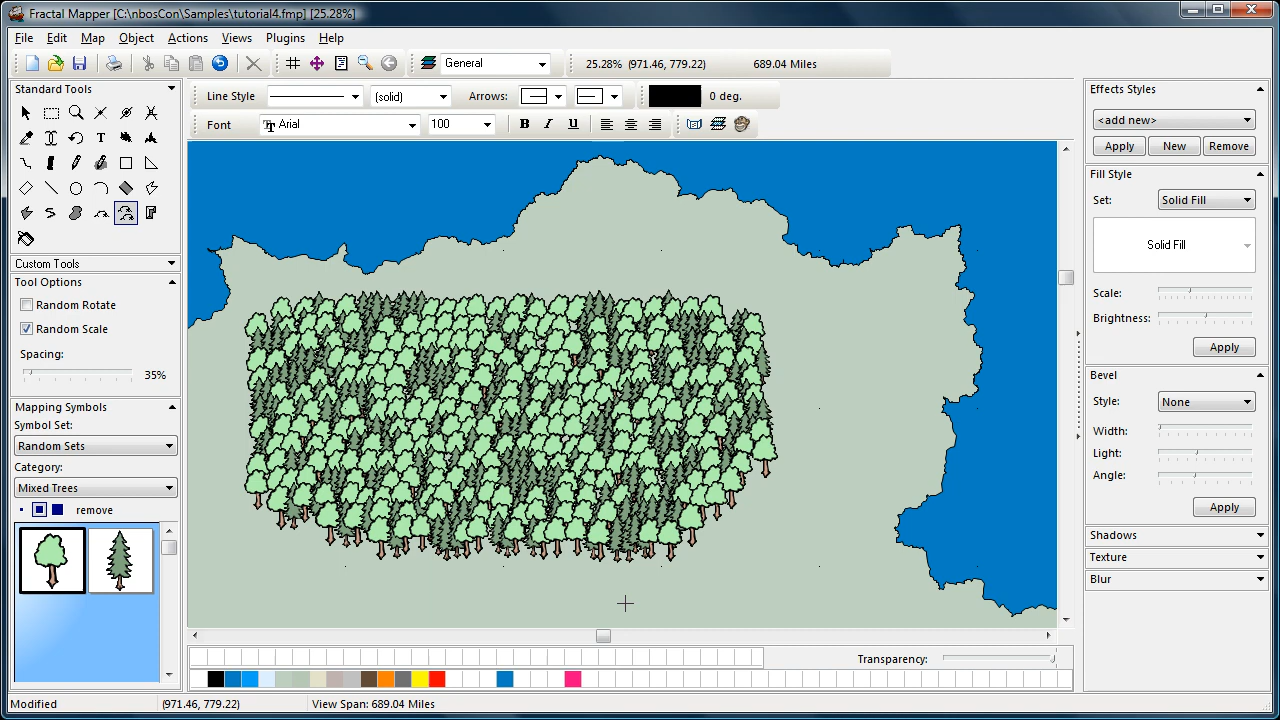 Fractal Mapper [C:\nbosCon\Samples\tutorial4.fmp] [25.28%]
File Edit Map Object Actions Views Plugins Help
General 25.28% (971.46, 779.22) 689.04 Miles
Standard Tools
Line Style (solid) Arrows: 0 deg.
Font Arial 100 B I U
Custom Tools
Tool Options
Random Rotate
Random Scale
Spacing:
35%
Mapping Symbols
Symbol Set:
Random Sets
Category:
Mixed Trees
remove
Effects Styles
<add new>
Apply New Remove
Fill Style
Set: Solid Fill
Solid Fill
Scale:
Brightness:
Apply
Bevel
Style: None
Width:
Light:
Angle:
Apply
Shadows
Texture
Blur
Transparency:
Modified (971.46, 779.22) View Span: 689.04 Miles